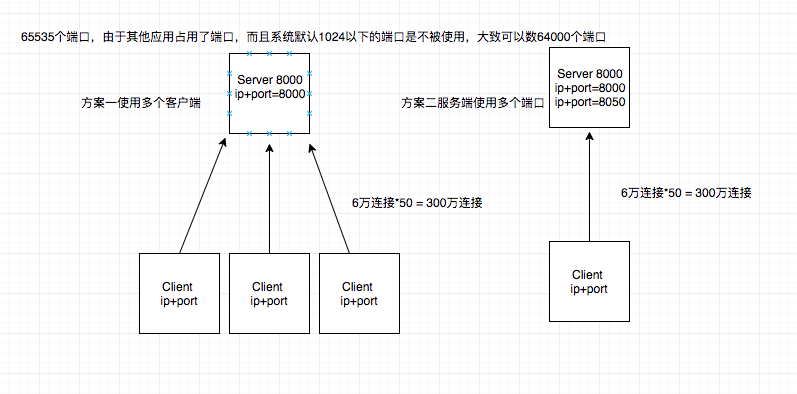 65535个端口，由于其他应用占用了端口，而且系统默认1024以下的端口是不被使用，大致可以数64000个端口
Server 8000
ip+port=8000
方案一使用多个客户端
6万连接*50 = 300万连接
Client
ip+port
Client
ip+port
Client
ip+port
Server 8000
ip+port=8000
ip+port=8050
方案二服务端使用多个端口
6万连接*50 = 300万连接
Client
ip+port